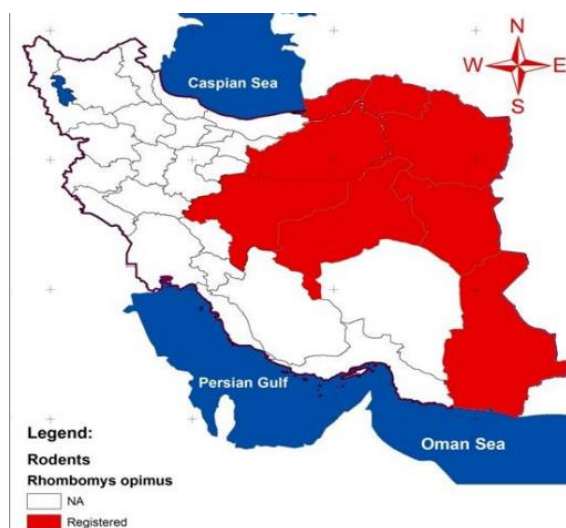 N
W E
S
Caspian Sea
Persian Gulf
Oman Sea
Legend:
Rodents
Rhombomys opimus
NA
Registered